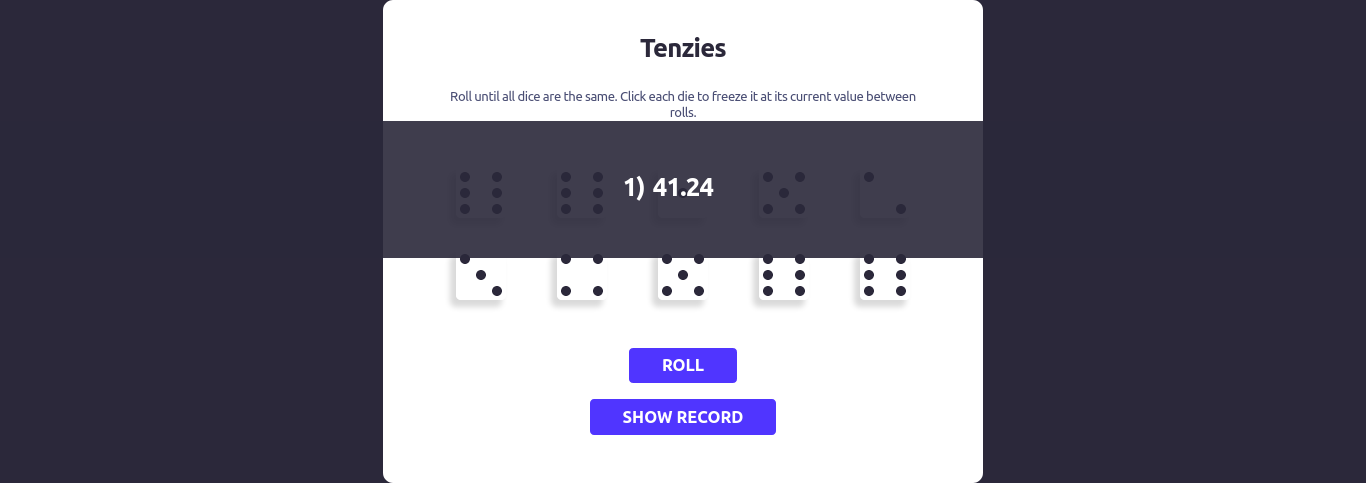 Tenzies
Roll until all dice are the same. Click each die to freeze it at its current value between
rolls.
1) 41.24
ROLL
SHOW RECORD